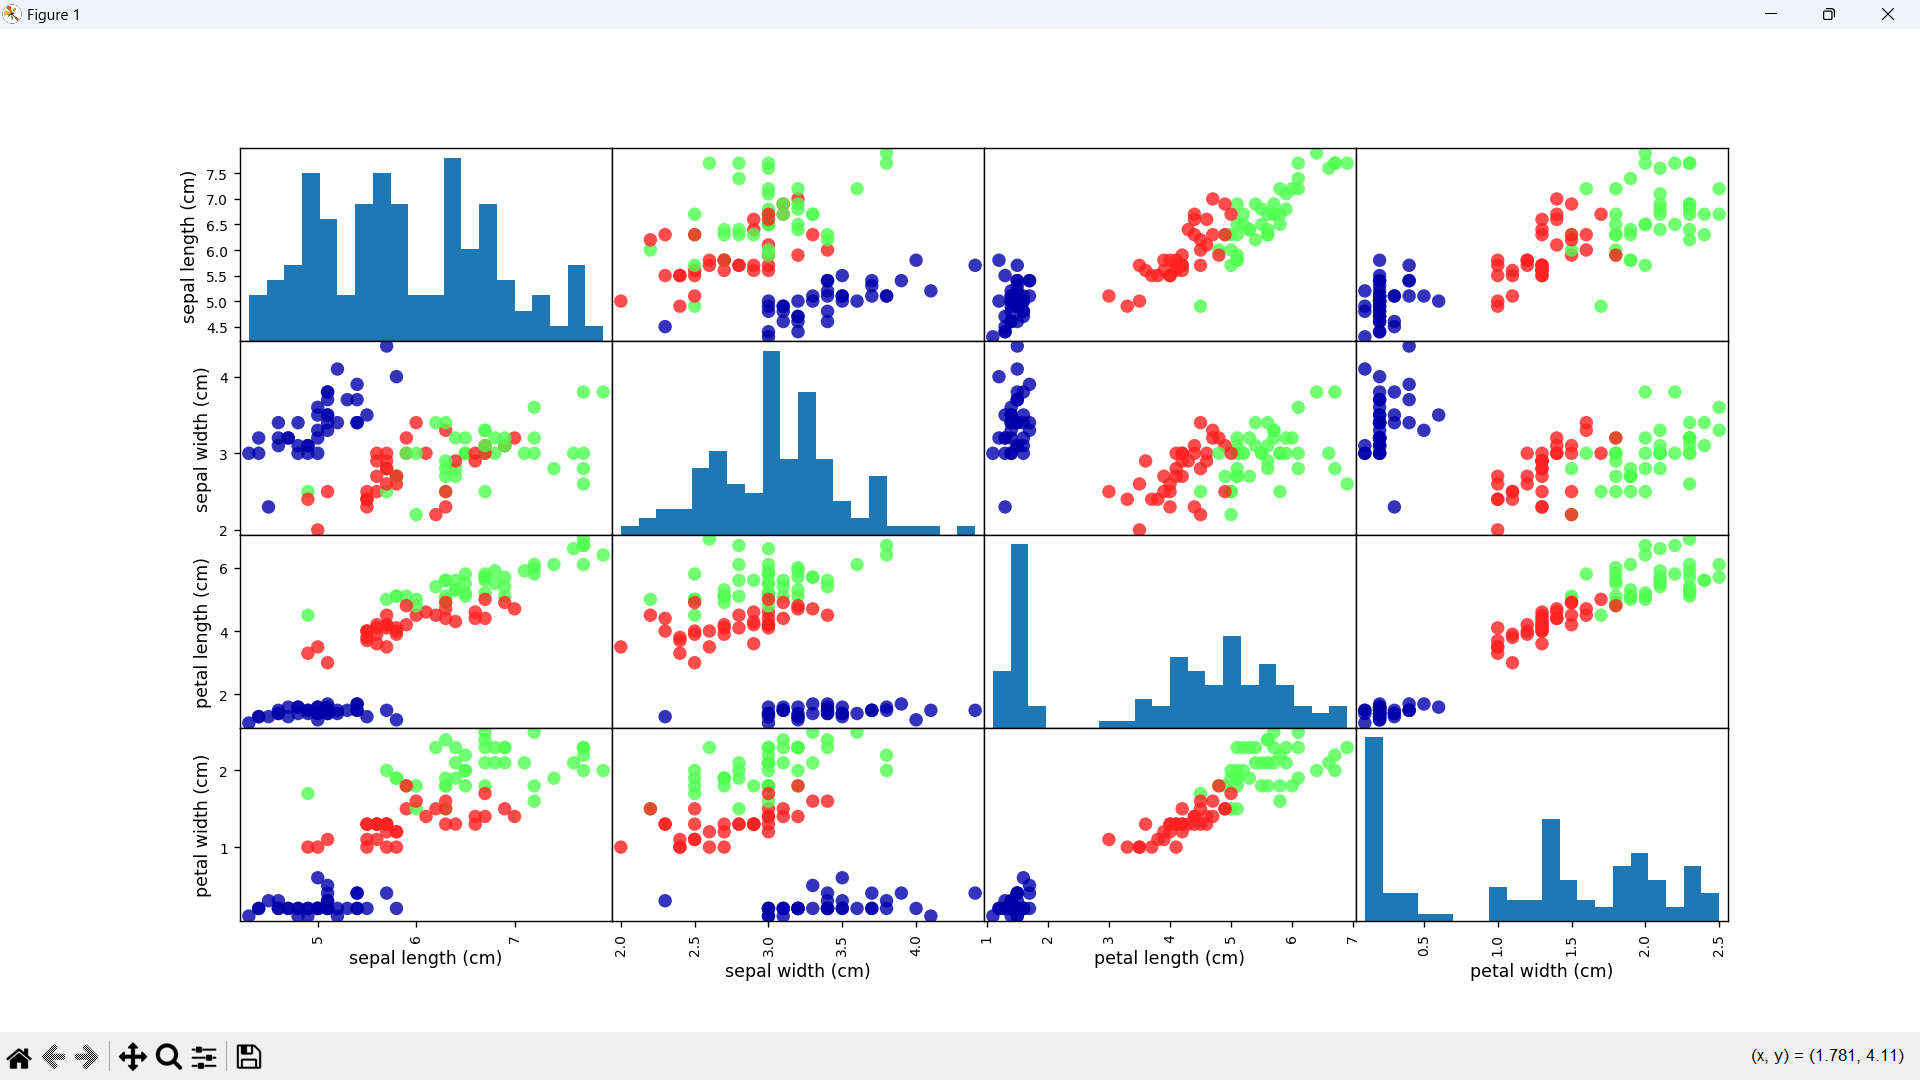 Figure 1
sepal length (cm)
7.5
7.0
6.5
6.0
5.5
5.0
4.5
sepal width (cm)
4
3
2
petal length (cm)
6
4
2
petal width (cm)
2
1
5 6 7
2.0 2.5 3.0 3.5 4.0
1 2 3 4 5 6 7
0.5 1.0 1.5 2.0 2.5
sepal length (cm)
sepal width (cm)
petal length (cm)
petal width (cm)
(x, y) = (1.781, 4.11)